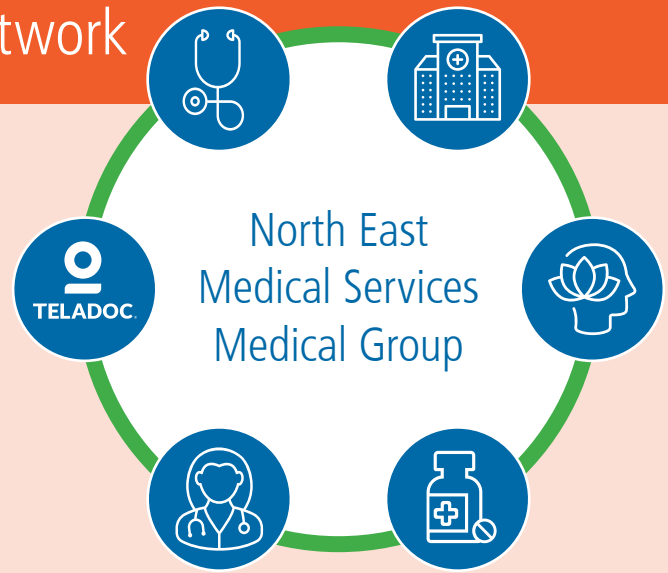 twork
North East
Medical Services
Medical Group
TELADOC.